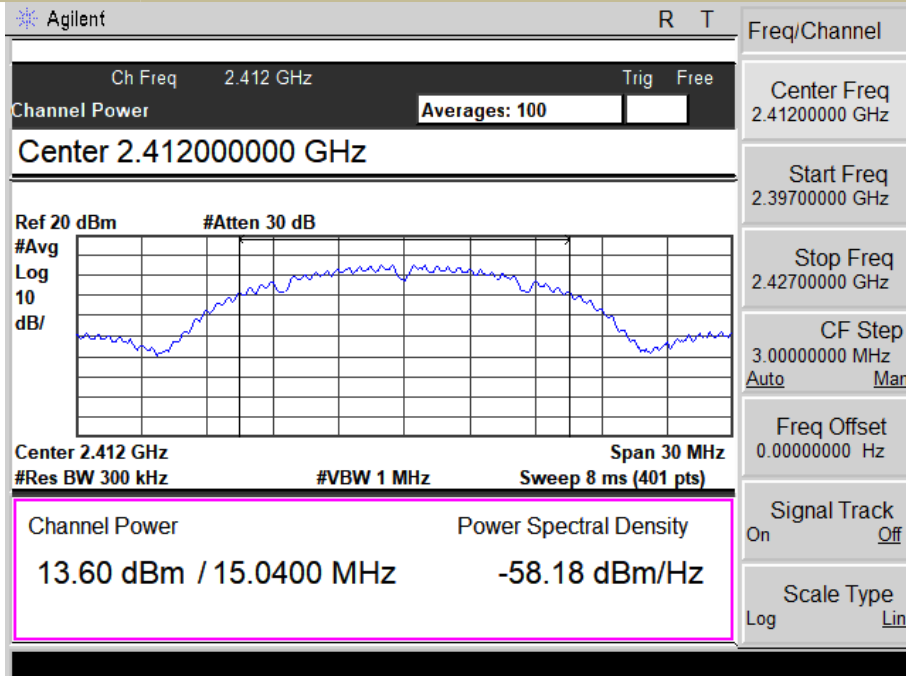 Agilent
R T
Ch Freq 2.412 GHz Trig Free
Channel Power Averages: 100
Center 2.412000000 GHz
Ref 20 dBm #Atten 30 dB
#Avg
Log
10
dB/
Center 2.412 GHz Span 30 MHz
#Res BW 300 kHz #VBW 1 MHz Sweep 8 ms (401 pts)
Channel Power Power Spectral Density
13.60 dBm / 15.0400 MHz -58.18 dBm/Hz
Freq/Channel
Center Freq
2.41200000 GHz
Start Freq
2.39700000 GHz
Stop Freq
2.42700000 GHz
CF Step
3.00000000 MHz
Auto Man
Freq Offset
0.00000000 Hz
Signal Track
On Off
Scale Type
Log Lin